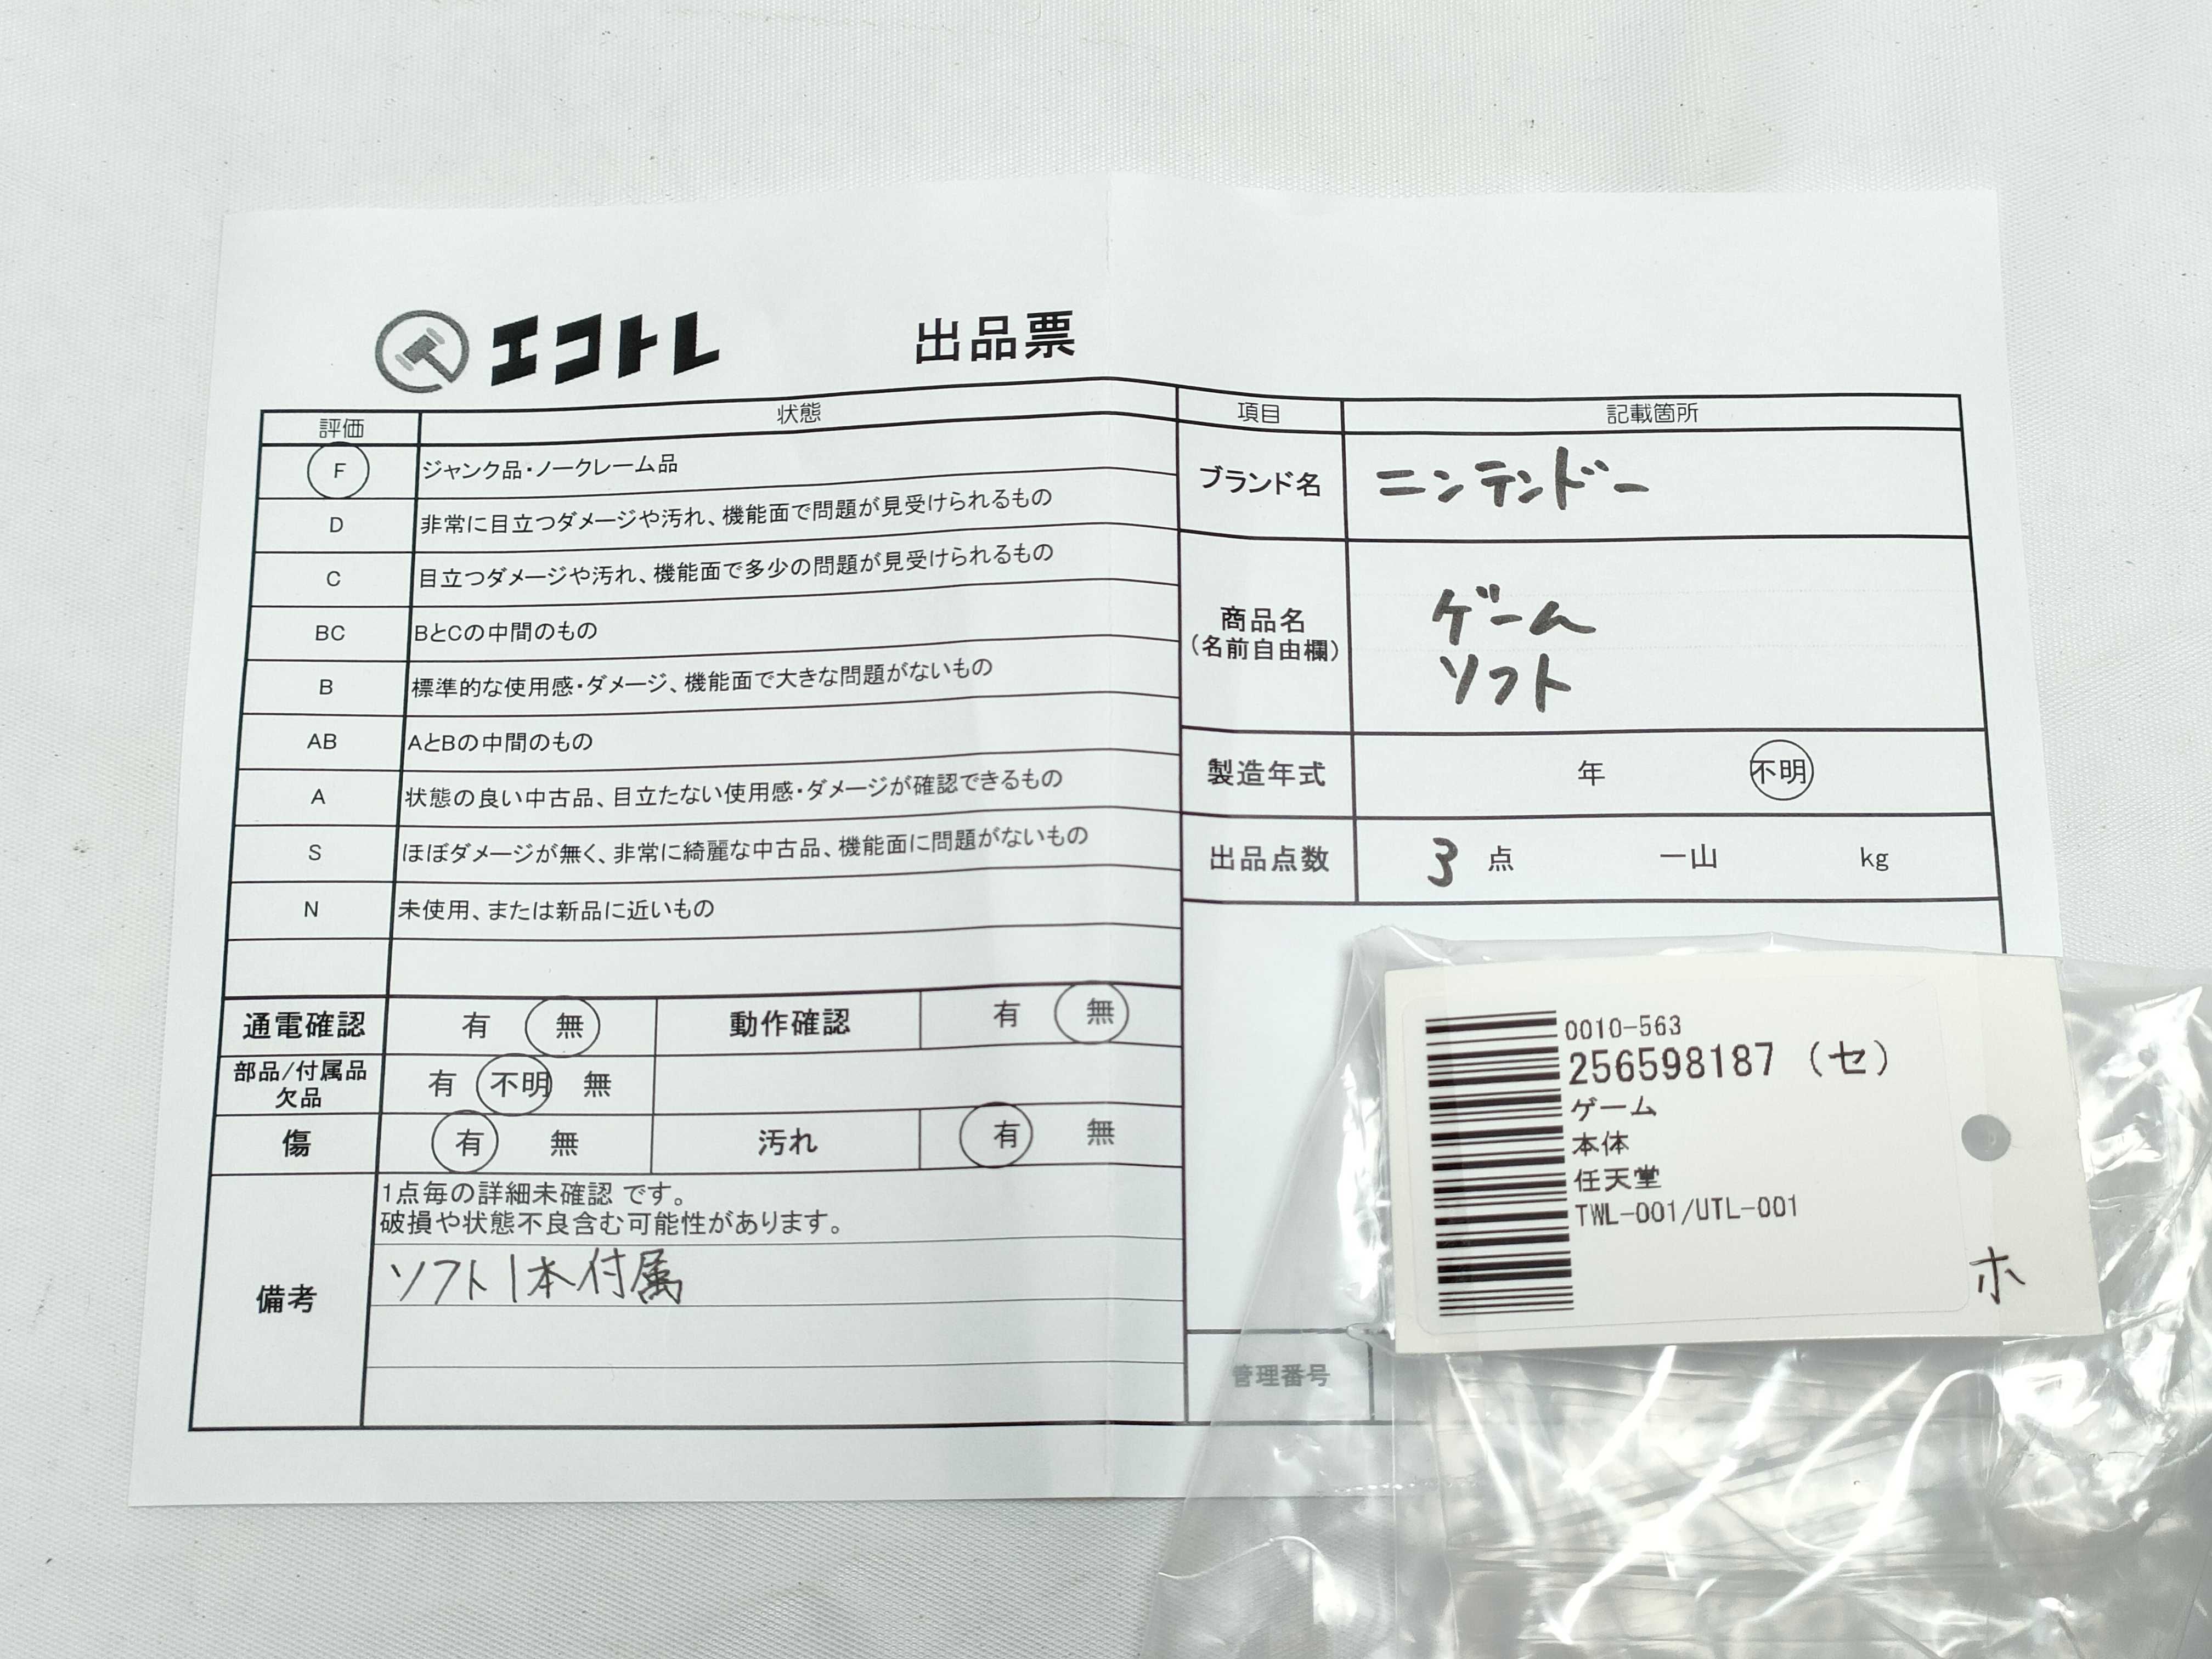 エコトレ 出品票
評価 状態
F ジャンク品・ノークレーム品
D 非常に目立つダメージや汚れ、機能面で問題が見受けられるもの
C 目立つダメージや汚れ、機能面で多少の問題が見受けられるもの
BC BとCの中間のもの
B 標準的な使用感・ダメージ、機能面で大きな問題がないもの
AB AとBの中間のもの
A 状態の良い中古品、目立たない使用感・ダメージが確認できるもの
S ほぼダメージが無く、非常に綺麗な中古品、機能面に問題がないもの
N 未使用、または新品に近いもの
通電確認 有 無 動作確認 有 無
部品/付属品
欠品 有 不明 無
傷 有 無 汚れ 有 無
備考
1点毎の詳細未確認 です。
破損や状態不良含む可能性があります。
ソフト1本付属
項目 記載箇所
ブランド名 ニンテンドー
商品名
(名前自由欄)
ゲーム
ソフト
製造年式 年 不明
出品点数 3 点 一山 kg
管理番号
0010-563
256598187 (セ)
ゲーム
本体
任天堂
TWL-001/UTL-001
ホ